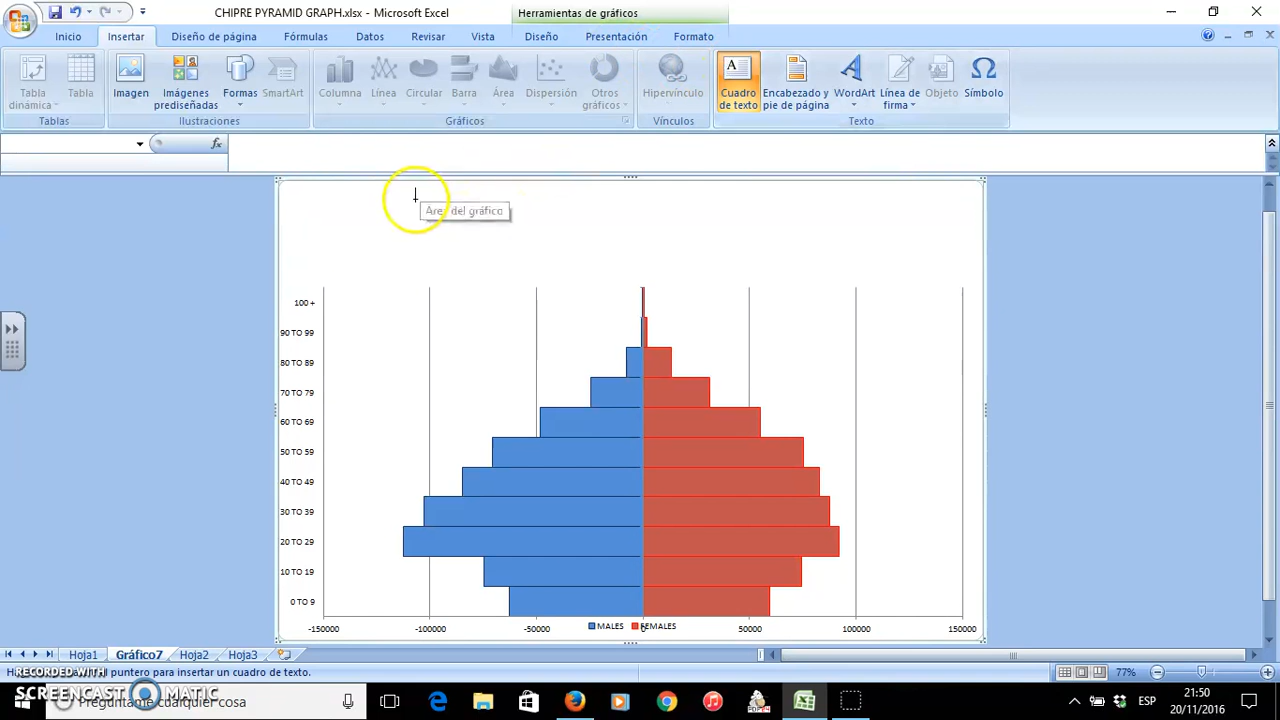 CHIPRE PYRAMID GRAPH.xlsx - Microsoft Excel
Herramientas de gráficos
Inicio Insertar Diseño de página Fórmulas Datos Revisar Vista Diseño Presentación Formato
Tabla dinámica Tabla Imagen Imágenes prediseñadas Formas SmartArt Columna Línea Circular Barra Área Dispersión Otros gráficos Hipervínculo Cuadro de texto Encabezado y pie de página WordArt Línea de firma Objeto Símbolo
Tablas Ilustraciones Gráficos Vínculos Texto
fx
Área del gráfico
100 +
90 TO 99
80 TO 89
70 TO 79
60 TO 69
50 TO 59
40 TO 49
30 TO 39
20 TO 29
10 TO 19
0 TO 9
-150000 -100000 -50000 50000 100000 150000
MALES FEMALES
Hoja1 Gráfico7 Hoja2 Hoja3
puntero para insertar un cuadro de texto.
77%
RECORDED WITH
SCREENCAST MATIC
Pregúntame cualquier cosa
ESP
21:50
20/11/2016